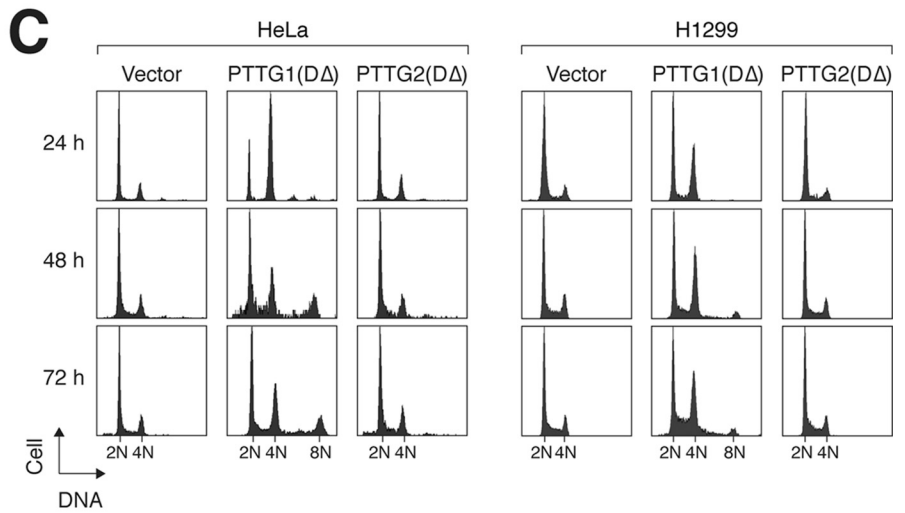 C
HeLa H1299
Vector PTTG1(DΔ) PTTG2(DΔ) Vector PTTG1(DΔ) PTTG2(DΔ)
24 h
48 h
72 h
2N 4N 2N 4N 8N 2N 4N 2N 4N 2N 4N 8N 2N 4N
Cell
DNA